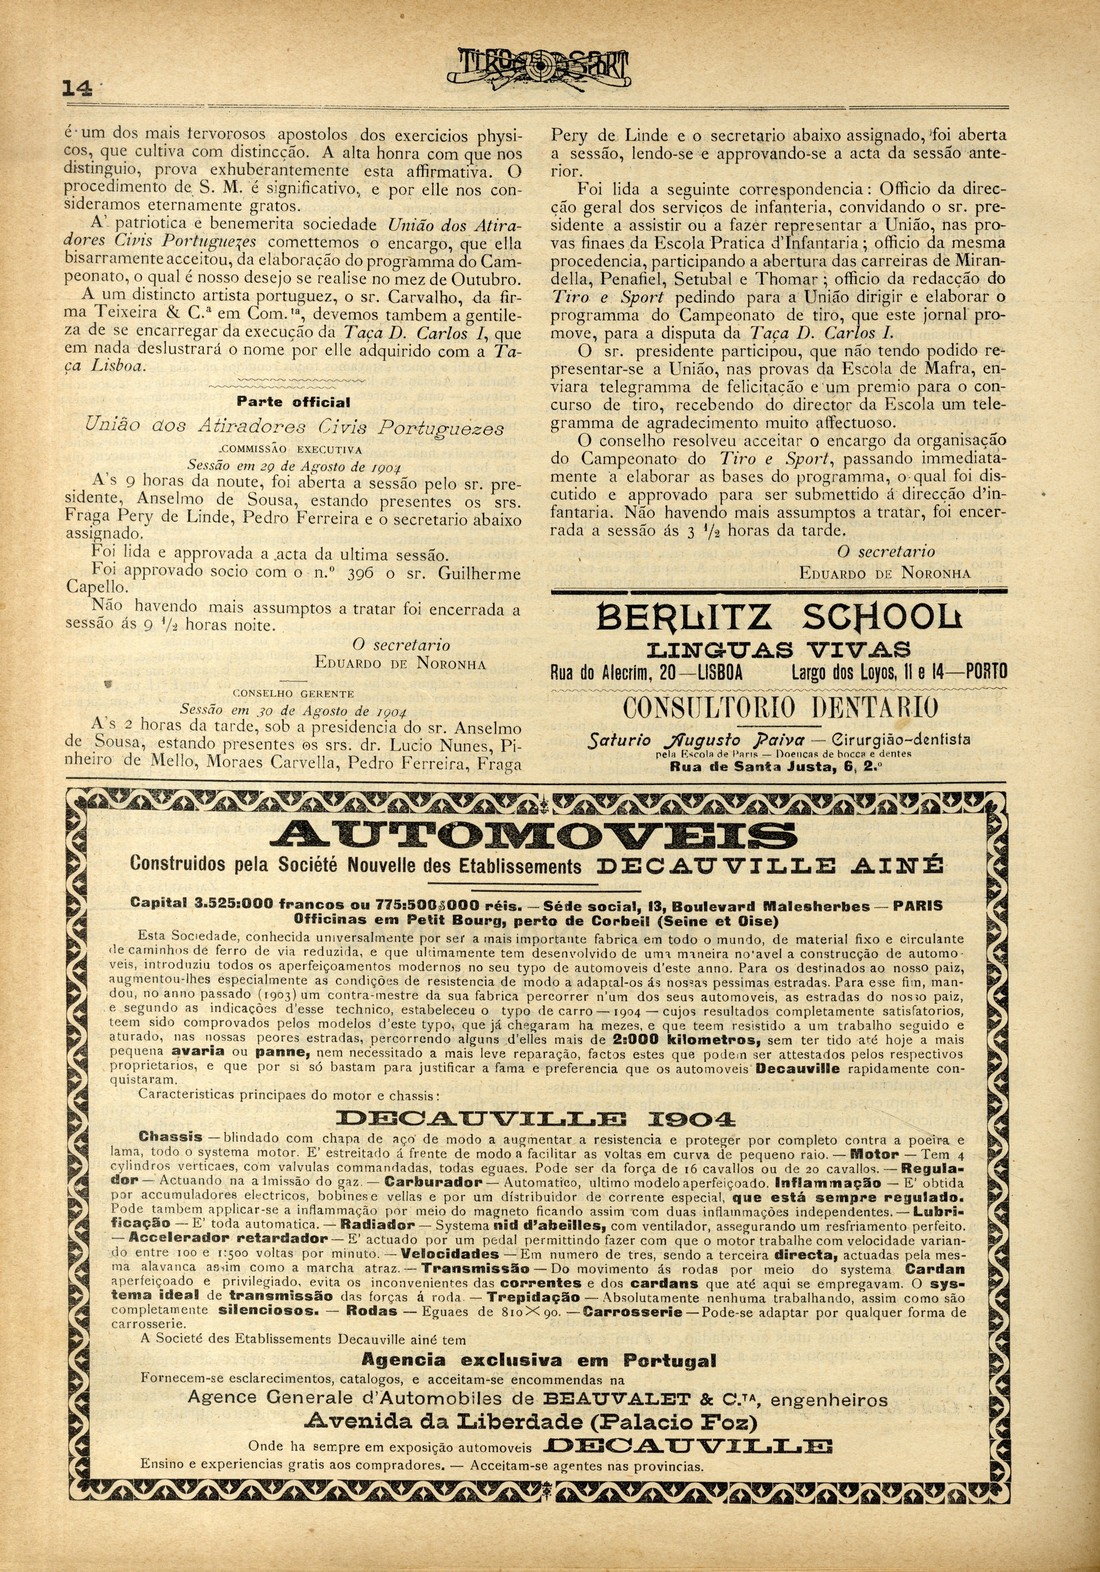 TIRO E SPORT
14
é um dos mais fervorosos apostolos dos exercicios physi-
cos, que cultiva com distincção. A alta honra com que nos
distinguio, prova exhuberantemente esta affirmativa. O
procedimento de S. M. é significativo, e por elle nos con-
sideramos eternamente gratos.
A' patriotica e benemerita sociedade União dos Atira-
dores Civis Portuguezes comettemos o encargo, que ella
bisarramente acceitou, da elaboração do programma do Cam-
peonato, o qual é nosso desejo se realise no mez de Outubro.
A um distincto artista portuguez, o sr. Carvalho, da fir-
ma Teixeira & C.ª em Com.ta, devemos tambem a gentile-
za de se encarregar da execução da Taça D. Carlos I, que
em nada deslustrará o nome por elle adquirido com a Ta-
ça Lisboa.
Parte official
União dos Atiradores Civis Portuguezes
COMMISSÃO EXECUTIVA
Sessão em 29 de Agosto de 1904
A's 9 horas da noute, foi aberta a sessão pelo sr. pre-
sidente, Anselmo de Sousa, estando presentes os srs.
Fraga Pery de Linde, Pedro Ferreira e o secretario abaixo
assignado.
Foi lida e approvada a acta da ultima sessão.
Foi approvado socio com o n.º 396 o sr. Guilherme
Capello.
Não havendo mais assumptos a tratar foi encerrada a
sessão ás 9 1/2 horas noite.
O secretario
EDUARDO DE NORONHA
CONSELHO GERENTE
Sessão em 30 de Agosto de 1904
A's 2 horas da tarde, sob a presidencia do sr. Anselmo
de Sousa, estando presentes os srs. dr. Lucio Nunes, Pi-
nheiro de Mello, Moraes Carvella, Pedro Ferreira, Fraga
Pery de Linde e o secretario abaixo assignado, foi aberta
a sessão, lendo-se e approvando-se a acta da sessão ante-
rior.
Foi lida a seguinte correspondencia: Officio da direc-
ção geral dos serviços de infanteria, convidando o sr. pre-
sidente a assistir ou a fazer representar a União, nas pro-
vas finaes da Escola Pratica d'Infantaria; officio da mesma
procedencia, participando a abertura das carreiras de Miran-
della, Penafiel, Setubal e Thomar; officio da redacção do
Tiro e Sport pedindo para a União dirigir e elaborar o
programma do Campeonato de tiro, que este jornal pro-
move, para a disputa da Taça D. Carlos I.
O sr. presidente participou, que não tendo podido re-
presentar-se a União, nas provas da Escola de Mafra, en-
viara telegramma de felicitação e um premio para o con-
curso de tiro, recebendo do director da Escola um tele-
gramma de agradecimento muito affectuoso.
O conselho resolveu acceitar o encargo da organisação
do Campeonato do Tiro e Sport, passando immediata-
mente a elaborar as bases do programma, o qual foi dis-
cutido e approvado para ser submettido á direcção d'in-
fantaria. Não havendo mais assumptos a tratar, foi encer-
rada a sessão ás 3 1/2 horas da tarde.
O secretario
EDUARDO DE NORONHA
BERLITZ SCHOOL
LINGUAS VIVAS
Rua do Alecrim, 20—LISBOA Largo dos Loyos, 11 e 14—PORTO
CONSULTORIO DENTARIO
Saturio Augusto Paiva — Cirurgião-dentista
pela Escola de Paris — Doenças de bocca e dentes
Rua de Santa Justa, 6, 2.º
AUTOMOVEIS
Construidos pela Société Nouvelle des Etablissements DECAUVILLE AINÉ
Capital 3.525:000 francos ou 775:500$000 réis. — Séde social, 13, Boulevard Malesherbes — PARIS
Officinas em Petit Bourg, perto de Corbeil (Seine et Oise)
Esta Sociedade, conhecida universalmente por ser a mais importante fabrica em todo o mundo, de material fixo e circulante
de caminhos de ferro de via reduzida, e que ultimamente tem desenvolvido de uma maneira notavel a construcção de automo-
veis, introduziu todos os aperfeiçoamentos modernos no seu typo de automoveis d'este anno. Para os destinados ao nosso paiz,
augmentou-lhes especialmente as condições de resistencia de modo a adaptal-os ás nossas pessimas estradas. Para esse fim, man-
dou, no anno passado (1903) um contra-mestre da sua fabrica percorrer n'um dos seus automoveis, as estradas do nosso paiz,
e segundo as indicações d'esse technico, estabeleceu o typo de carro — 1904 — cujos resultados completamente satisfatorios,
teem sido comprovados pelos modelos d'este typo, que já chegaram ha mezes, e que teem resistido a um trabalho seguido e
aturado, nas nossas peores estradas, percorrendo alguns d'elles mais de 2:000 kilometros, sem ter tido até hoje a mais
pequena avaria ou panne, nem necessitado a mais leve reparação, factos estes que podem ser attestados pelos respectivos
proprietarios, e que por si só bastam para justificar a fama e preferencia que os automoveis Decauville rapidamente con-
quistaram.
Caracteristicas principaes do motor e chassis:
DECAUVILLE 1904
Chassis — blindado com chapa de aço de modo a augmentar a resistencia e proteger por completo contra a poeira e
lama, todo o systema motor. E' estreitado á frente de modo a facilitar as voltas em curva de pequeno raio. — Motor — Tem 4
cylindros verticaes, com valvulas commandadas, todas eguaes. Pode ser da força de 16 cavallos ou de 20 cavallos. — Regula-
dor — Actuando na admissão do gaz. — Carburador — Automatico, ultimo modelo aperfeiçoado. Inflammação — E' obtida
por accumuladores electricos, bobines e vellas e por um distribuidor de corrente especial, que está sempre regulado.
Pode tambem applicar-se a inflammação por meio do magneto ficando assim com duas inflammações independentes. — Lubri-
ficação — E' toda automatica. — Radiador — Systema nid d'abeilles, com ventilador, assegurando um resfriamento perfeito.
— Accelerador retardador — E' actuado por um pedal permittindo fazer com que o motor trabalhe com velocidade varian-
do entre 100 e 1:500 voltas por minuto. — Velocidades — Em numero de tres, sendo a terceira directa, actuadas pela mes-
ma alavanca assim como a marcha atraz. — Transmissão — Do movimento ás rodas por meio do systema Cardan
aperfeiçoado e privilegiado, evita os inconvenientes das correntes e dos cardans que até aqui se empregavam. O sys-
tema ideal de transmissão das forças á roda. — Trepidação — Absolutamente nenhuma trabalhando, assim como são
completamente silenciosos. — Rodas — Eguaes de 810 X 90. — Carrosserie — Pode-se adaptar por qualquer forma de
carrosserie.
A Societé des Etablissements Decauville ainé tem
Agencia exclusiva em Portugal
Fornecem-se esclarecimentos, catalogos, e acceitam-se encommendas na
Agence Generale d'Automobiles de BEAUVALET & C.TA, engenheiros
Avenida da Liberdade (Palacio Foz)
Onde ha sempre em exposição automoveis DECAUVILLE
Ensino e experiencias gratis aos compradores. — Acceitam-se agentes nas provincias.